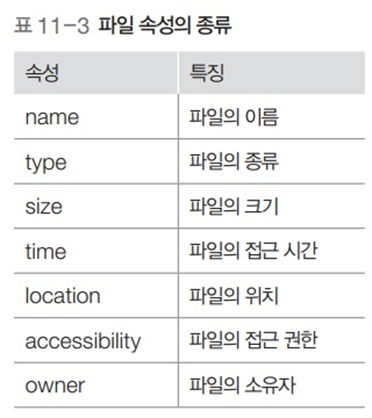 표 11-3 파일 속성의 종류
속성 특징
name 파일의 이름
type 파일의 종류
size 파일의 크기
time 파일의 접근 시간
location 파일의 위치
accessibility 파일의 접근 권한
owner 파일의 소유자